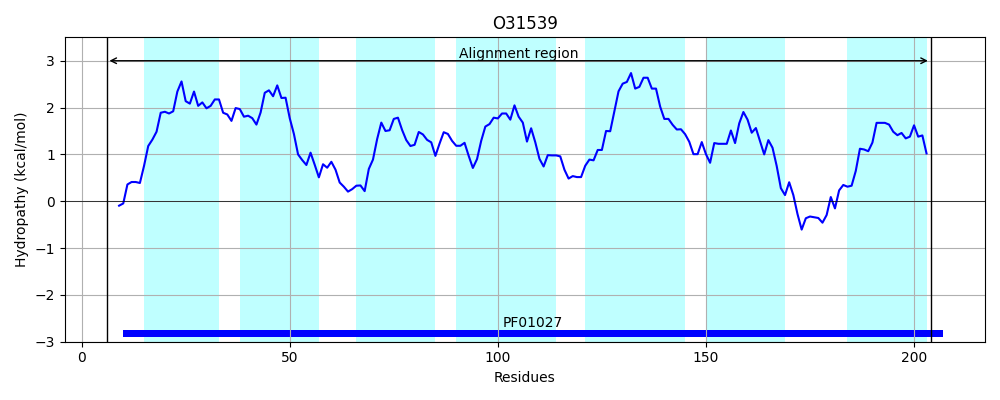 O31539
Alignment region
3
2
1
0
−1
−2
−3
Hydropathy (kcal/mol)
PF01027
0 50 100 150 200
Residues